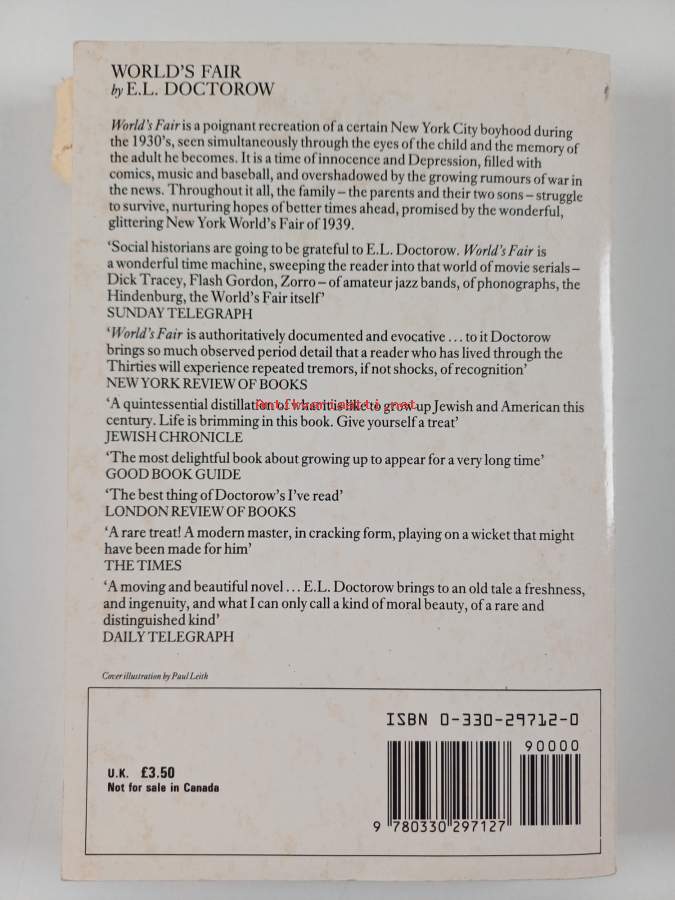 WORLD'S FAIR
by E.L. DOCTOROW
World's Fair is a poignant recreation of a certain New York City boyhood during
the 1930's, seen simultaneously through the eyes of the child and the memory of
the adult he becomes. It is a time of innocence and Depression, filled with
comics, music and baseball, and overshadowed by the growing rumours of war in
the news. Throughout it all, the family – the parents and their two sons – struggle
to survive, nurturing hopes of better times ahead, promised by the wonderful,
glittering New York World's Fair of 1939.
‘Social historians are going to be grateful to E.L. Doctorow. World's Fair is
a wonderful time machine, sweeping the reader into that world of movie serials –
Dick Tracey, Flash Gordon, Zorro – of amateur jazz bands, of phonographs, the
Hindenburg, the World's Fair itself’
SUNDAY TELEGRAPH
‘World's Fair is authoritatively documented and evocative ... to it Doctorow
brings so much observed period detail that a reader who has lived through the
Thirties will experience repeated tremors, if not shocks, of recognition’
NEW YORK REVIEW OF BOOKS
‘A quintessential distillation of what it is like to grow up Jewish and American this
century. Life is brimming in this book. Give yourself a treat’
JEWISH CHRONICLE
‘The most delightful book about growing up to appear for a very long time’
GOOD BOOK GUIDE
‘The best thing of Doctorow's I've read’
LONDON REVIEW OF BOOKS
‘A rare treat! A modern master, in cracking form, playing on a wicket that might
have been made for him’
THE TIMES
‘A moving and beautiful novel ... E.L. Doctorow brings to an old tale a freshness,
and ingenuity, and what I can only call a kind of moral beauty, of a rare and
distinguished kind’
DAILY TELEGRAPH
Cover illustration by Paul Leith
ISBN 0-330-29712-0
90000
U.K. £3.50
Not for sale in Canada
9 780330 297127